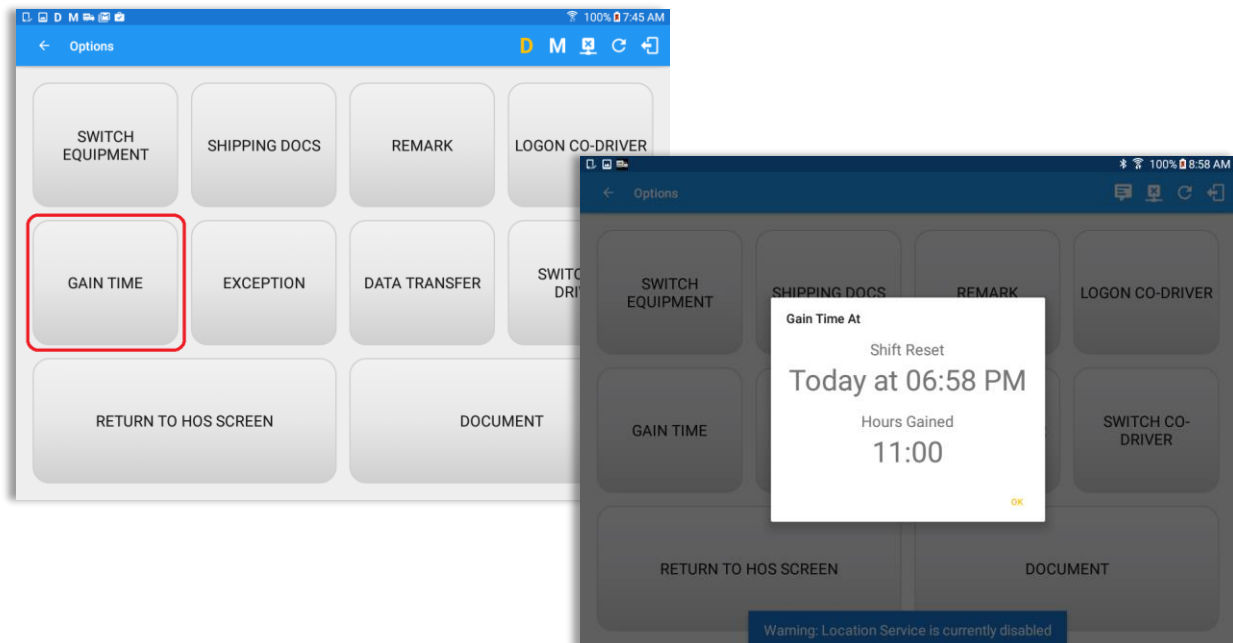 D M
100% 7:45 AM
Options
D M
SWITCH
EQUIPMENT
SHIPPING DOCS
REMARK
LOGON CO-DRIVER
GAIN TIME
EXCEPTION
DATA TRANSFER
SWITC
DRI
RETURN TO HOS SCREEN
DOCUMENT
100% 8:58 AM
Options
SWITCH
EQUIPMENT
SHIPPING DOCS
REMARK
LOGON CO-DRIVER
Gain Time At
Shift Reset
Today at 06:58 PM
Hours Gained
11:00
OK
GAIN TIME
SWITCH CO-
DRIVER
RETURN TO HOS SCREEN
DOCUMENT
Warning: Location Service is currently disabled